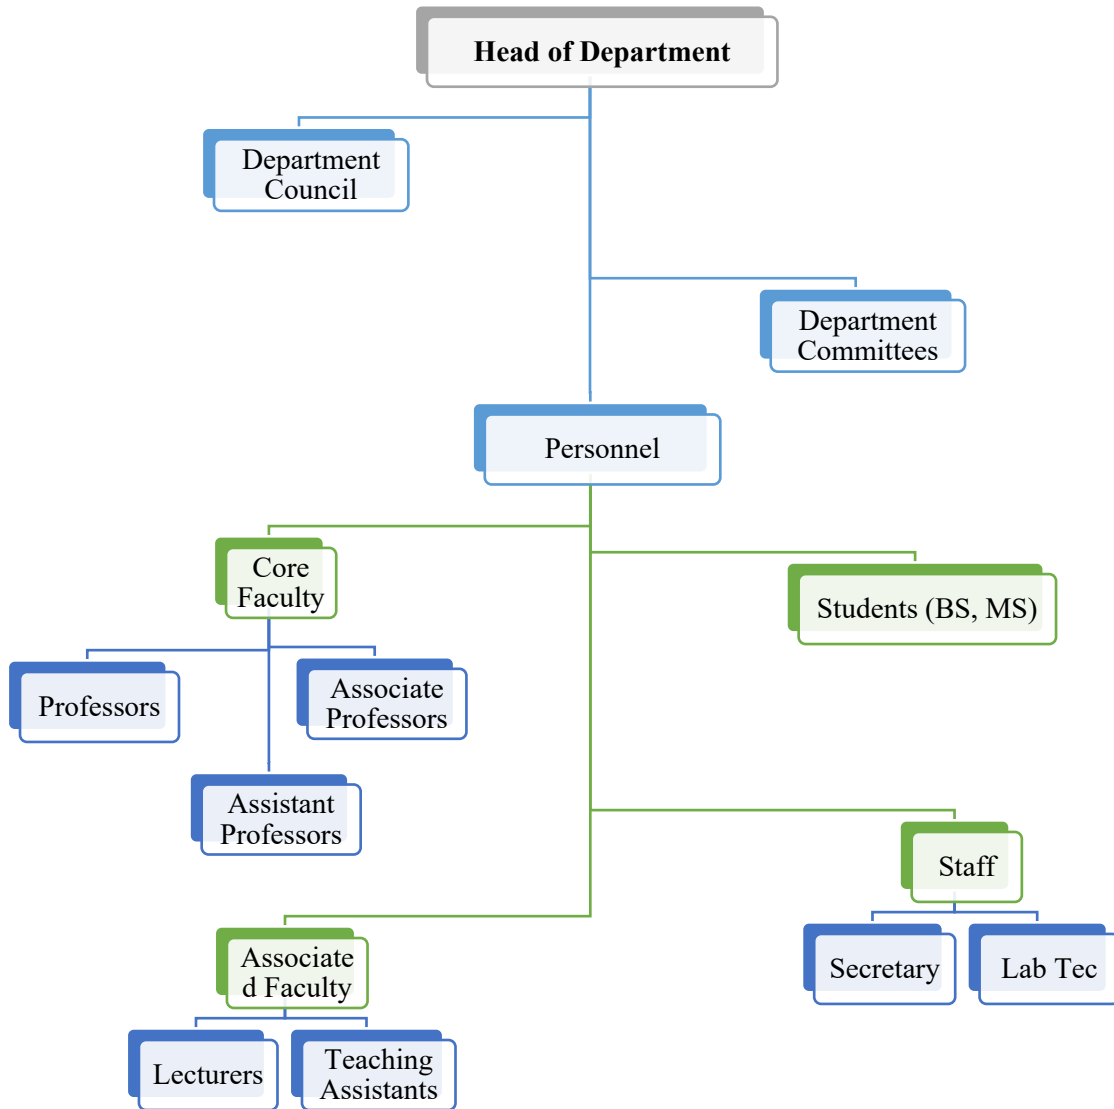 Head of Department
Department
Council
Department
Committees
Personnel
Core
Faculty
Students (BS, MS)
Professors
Associate
Professors
Assistant
Professors
Staff
Secretary
Lab Tec
Associate
d Faculty
Lecturers
Teaching
Assistants